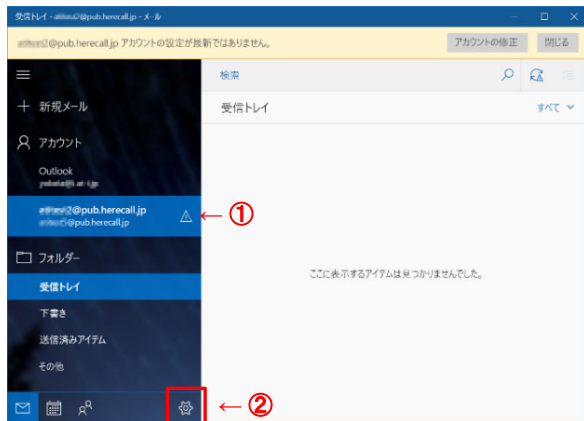 受信トレイ - @pub.herecall.jp - メール
@pub.herecall.jp アカウントの設定が最新ではありません。 アカウントの修正 閉じる
検索
新規メール
受信トレイ すべて
アカウント
Outlook
2@pub.herecall.jp
@pub.herecall.jp
← ①
フォルダー
受信トレイ
ここに表示するアイテムは見つかりませんでした。
下書き
送信済みアイテム
その他
← ②